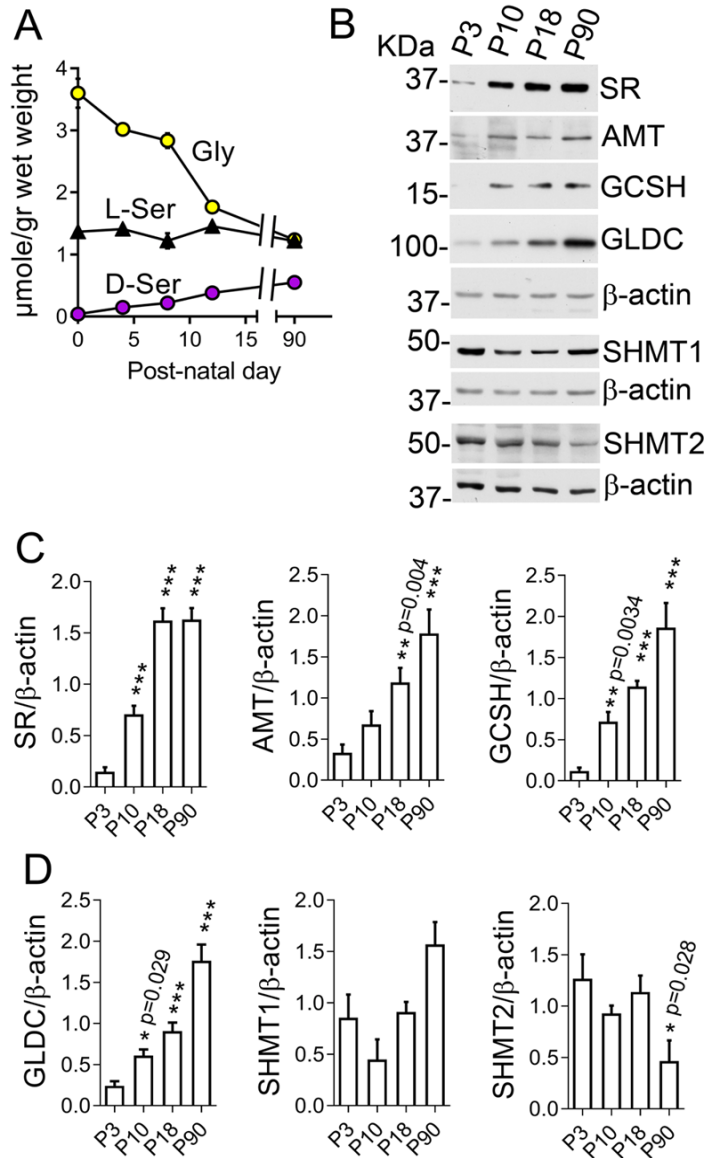 A
μmole/gr wet weight
4
3
2
1
0
Gly
L-Ser
D-Ser
0 5 10 15 90
Post-natal day
B
KDa P3 P10 P18 P90
37- SR
37- AMT
15- GCSH
100- GLDC
37- β-actin
50- SHMT1
37- β-actin
50- SHMT2
37- β-actin
C
SR/β-actin
2.0
1.5
1.0
0.5
0.0
*** *** ***
P3 P10 P18 P90
AMT/β-actin
2.5
2.0
1.5
1.0
0.5
0.0
** p=0.004 ***
P3 P10 P18 P90
GCSH/β-actin
2.5
2.0
1.5
1.0
0.5
0.0
** p=0.0034 *** ***
P3 P10 P18 P90
D
GLDC/β-actin
2.5
2.0
1.5
1.0
0.5
0.0
* p=0.029 *** ***
P3 P10 P18 P90
SHMT1/β-actin
2.0
1.5
1.0
0.5
0.0
P3 P10 P18 P90
SHMT2/β-actin
2.0
1.5
1.0
0.5
0.0
* p=0.028
P3 P10 P18 P90